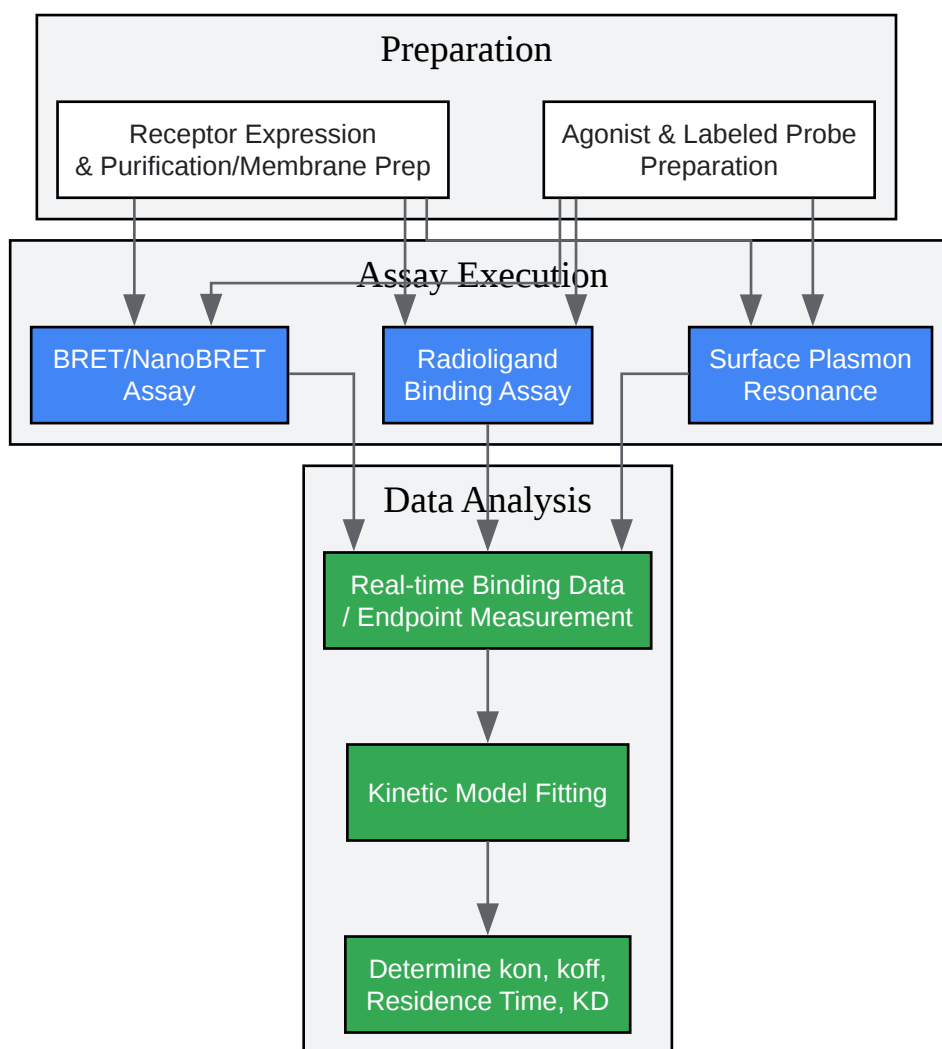 Preparation
Receptor Expression
& Purification/Membrane Prep
Agonist & Labeled Probe
Preparation
Assay Execution
BRET/NanoBRET
Assay
Radioligand
Binding Assay
Surface Plasmon
Resonance
Data Analysis
Real-time Binding Data
/ Endpoint Measurement
Kinetic Model Fitting
Determine kon, koff,
Residence Time, KD